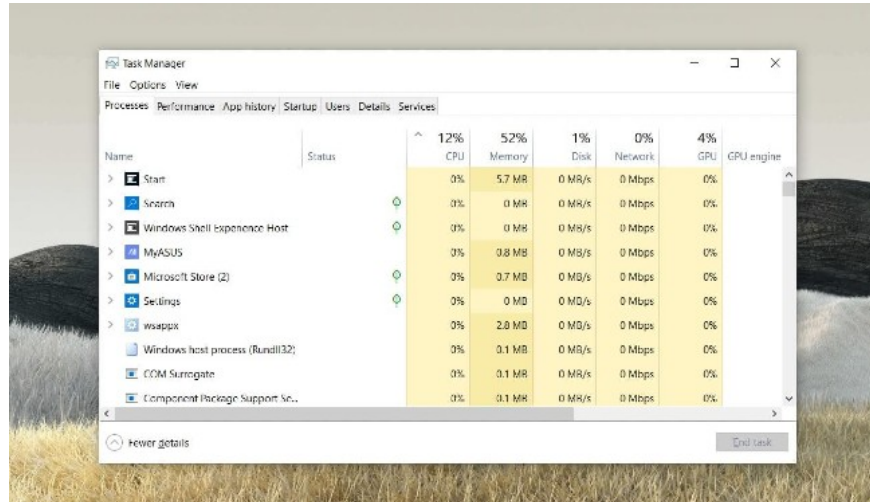 Task Manager
File Options View
Processes Performance App history Startup Users Details Services
12% 52% 1% 0% 4%
Name Status CPU Memory Disk Network GPU GPU engine
Start 0% 5.7 MB 0 MB/s 0 Mbps 0%
Search 0% 0 MB 0 MB/s 0 Mbps 0%
Windows Shell Experience Host 0% 0 MB 0 MB/s 0 Mbps 0%
MyASUS 0% 0.8 MB 0 MB/s 0 Mbps 0%
Microsoft Store (2) 0% 0.7 MB 0 MB/s 0 Mbps 0%
Settings 0% 0 MB 0 MB/s 0 Mbps 0%
wsappx 0% 2.8 MB 0 MB/s 0 Mbps 0%
Windows host process (Rundll32) 0% 0.1 MB 0 MB/s 0 Mbps 0%
COM Surrogate 0% 0.1 MB 0 MB/s 0 Mbps 0%
Component Package Support Se... 0% 0.1 MB 0 MB/s 0 Mbps 0%
Fewer details End task